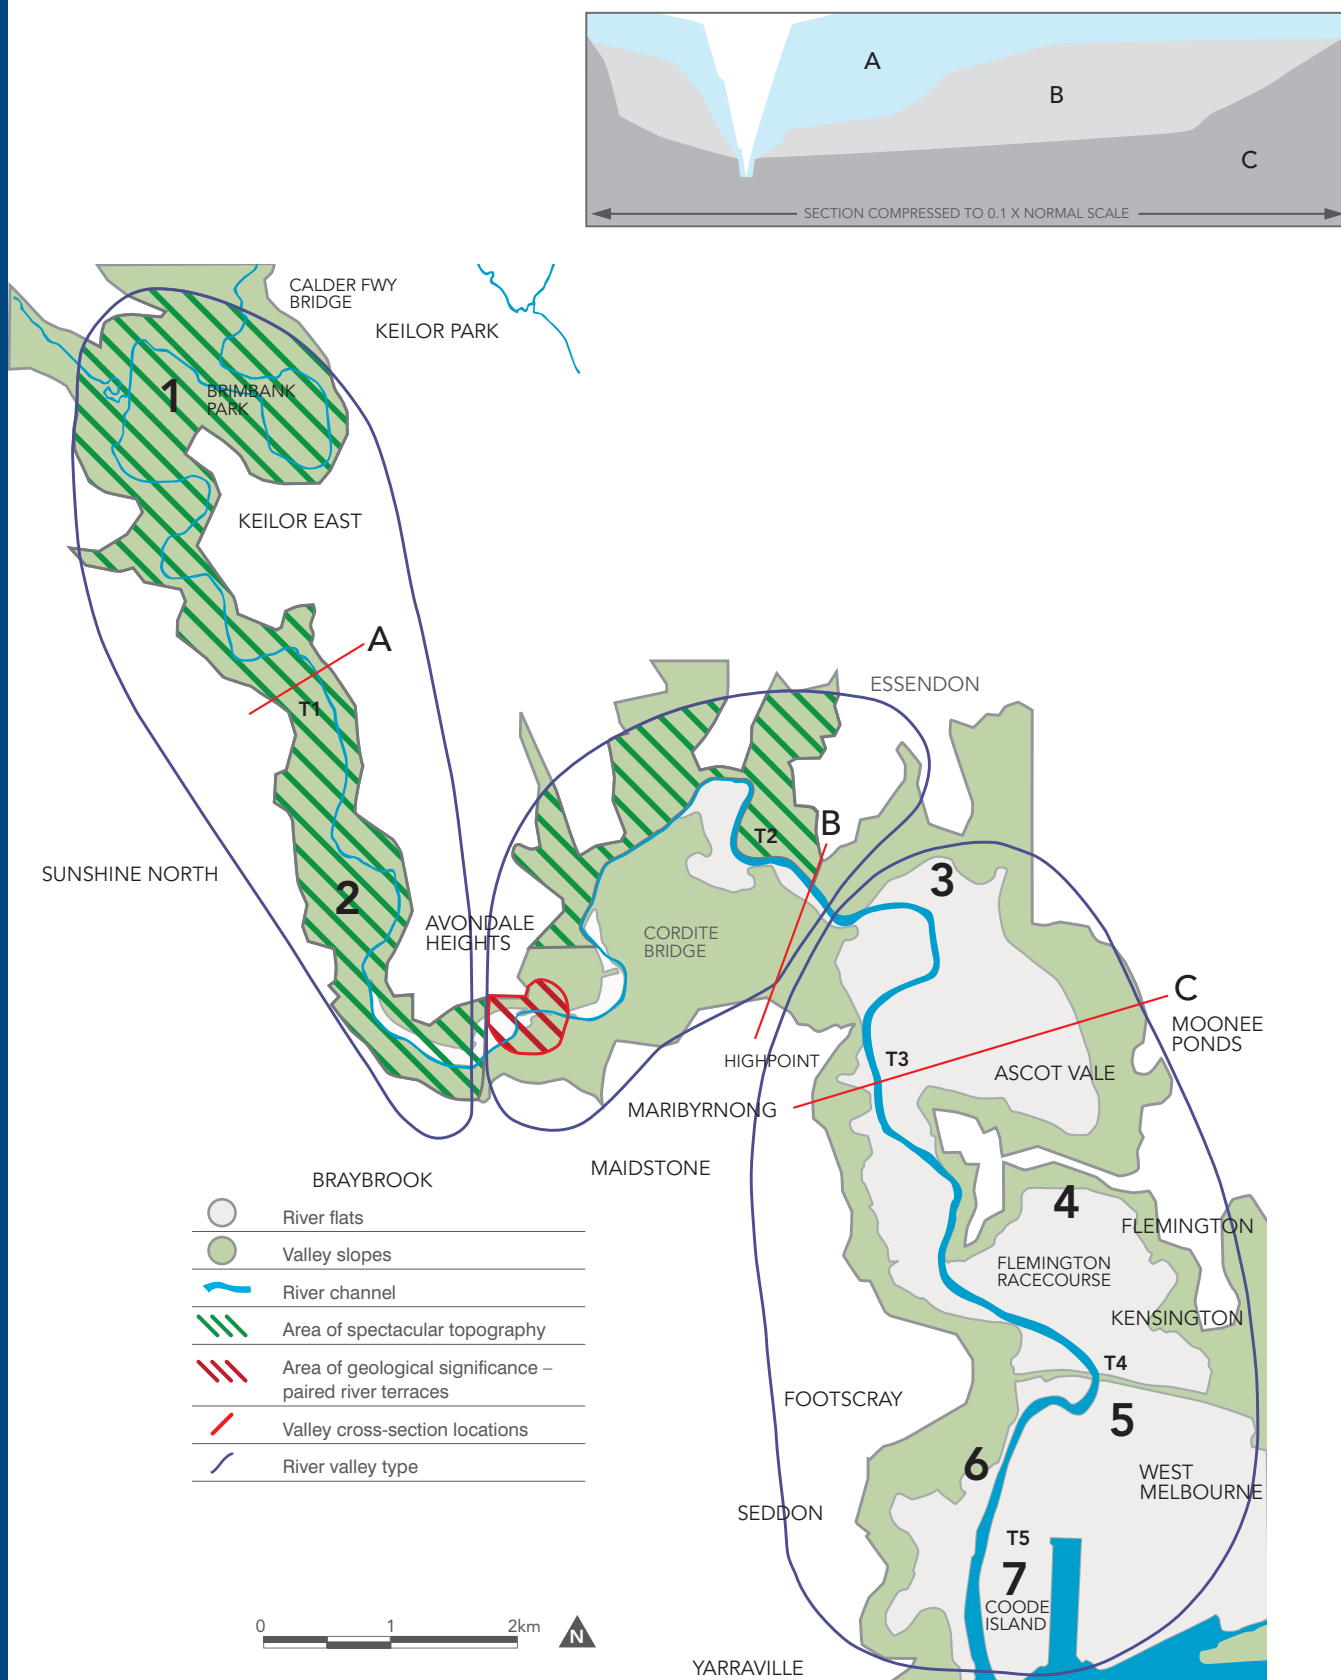 A
B
C
SECTION COMPRESSED TO 0.1 X NORMAL SCALE
CALDER FWY
BRIDGE
KEILOR PARK
1
BRIMBANK
PARK
KEILOR EAST
A
T1
ESSENDON
B
T2
SUNSHINE NORTH
2
3
AVONDALE
HEIGHTS
CORDITE
BRIDGE
C
MOONEE
PONDS
HIGHPOINT
T3
ASCOT VALE
MARIBYRNONG
MAIDSTONE
BRAYBROOK
4
FLEMINGTON
FLEMINGTON
RACECOURSE
KENSINGTON
T4
FOOTSCRAY
5
6
WEST
MELBOURNE
SEDDON
T5
7
COODE
ISLAND
YARRAVILLE
River flats
Valley slopes
River channel
Area of spectacular topography
Area of geological significance –
paired river terraces
Valley cross-section locations
River valley type
0 1 2km
N